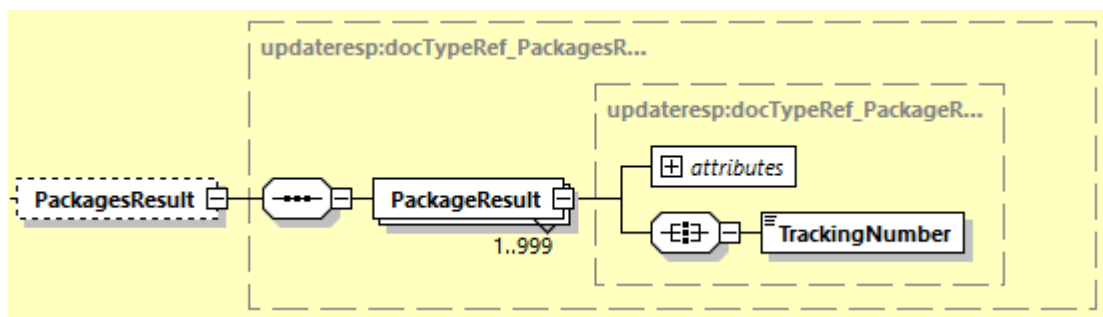 updateresp:docTypeRef_PackagesR...
updateresp:docTypeRef_PackageR...
attributes
PackagesResult
PackageResult
TrackingNumber
1..999